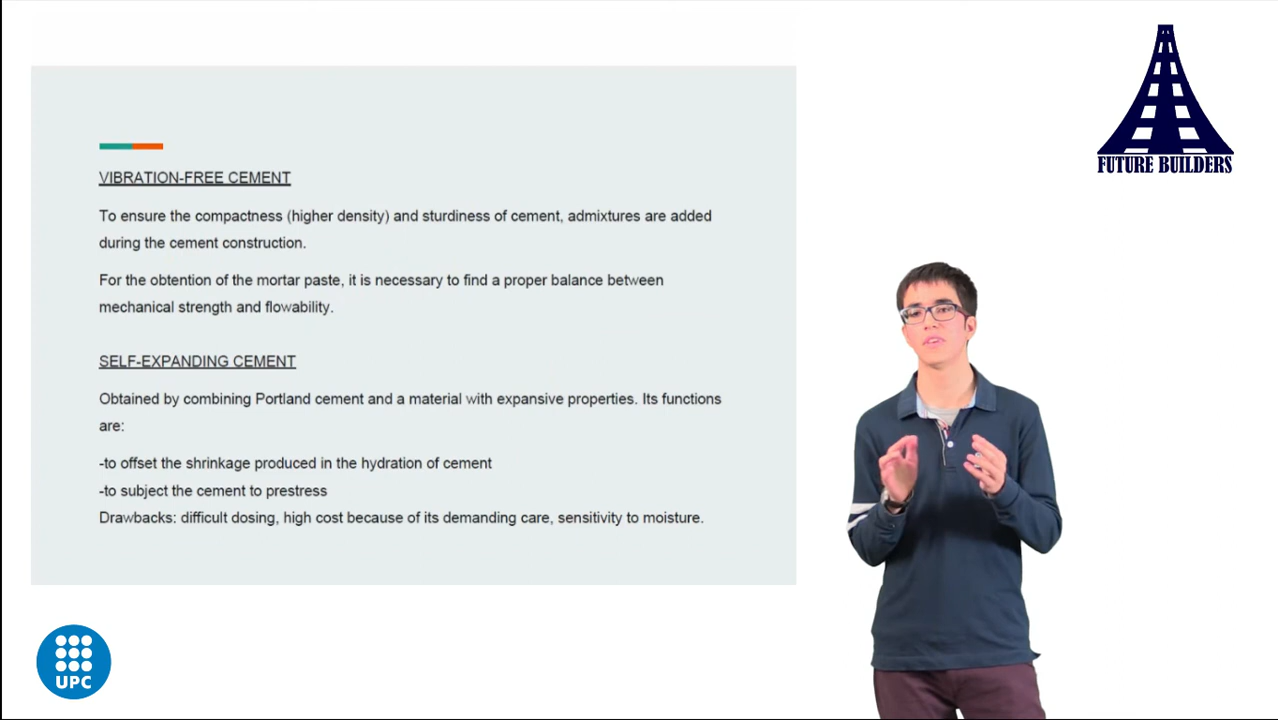 FUTURE BUILDERS
VIBRATION-FREE CEMENT
To ensure the compactness (higher density) and sturdiness of cement, admixtures are added
during the cement construction.
For the obtention of the mortar paste, it is necessary to find a proper balance between
mechanical strength and flowability.
SELF-EXPANDING CEMENT
Obtained by combining Portland cement and a material with expansive properties. Its functions
are:
-to offset the shrinkage produced in the hydration of cement
-to subject the cement to prestress
Drawbacks: difficult dosing, high cost because of its demanding care, sensitivity to moisture.
UPC